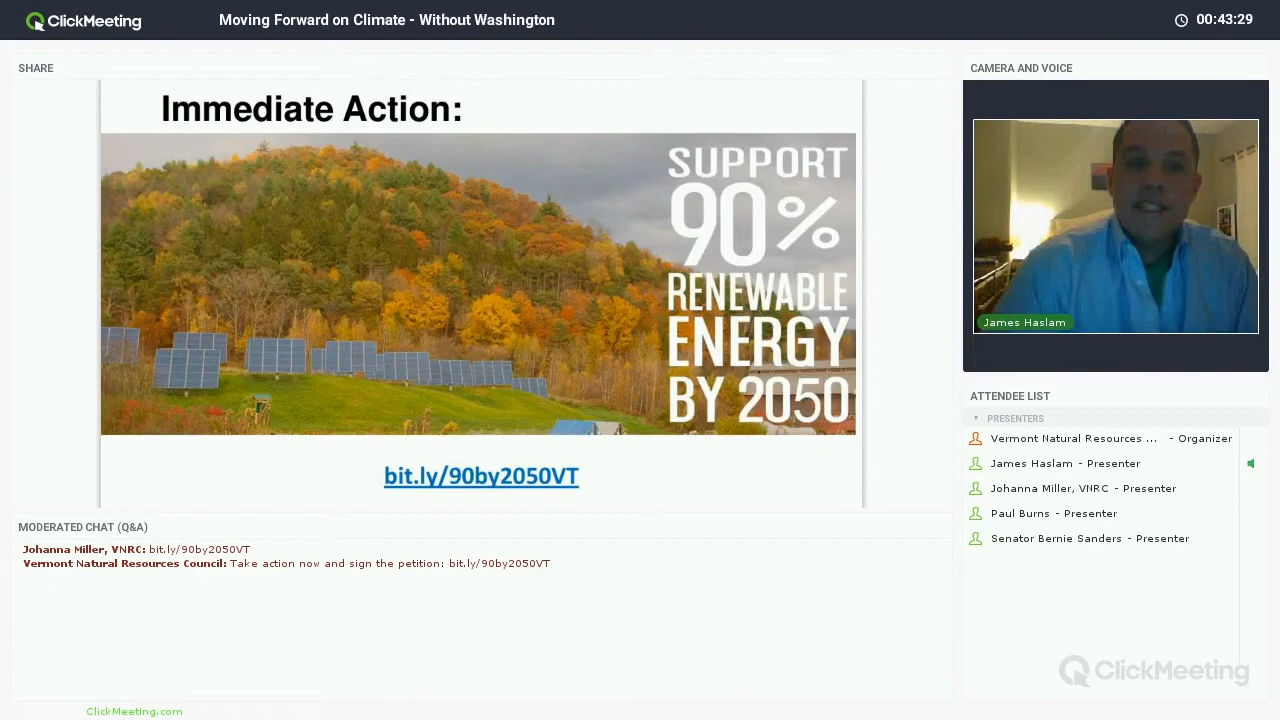 ClickMeeting
Moving Forward on Climate - Without Washington
00:43:29
SHARE
Immediate Action:
SUPPORT
90%
RENEWABLE
ENERGY
BY 2050
bit.ly/90by2050VT
MODERATED CHAT (Q&A)
Johanna Miller, VNRC: bit.ly/90by2050VT
Vermont Natural Resources Council: Take action now and sign the petition: bit.ly/90by2050VT
ClickMeeting.com
CAMERA AND VOICE
James Haslam
ATTENDEE LIST
PRESENTERS
Vermont Natural Resources ... - Organizer
James Haslam - Presenter
Johanna Miller, VNRC - Presenter
Paul Burns - Presenter
Senator Bernie Sanders - Presenter
ClickMeeting